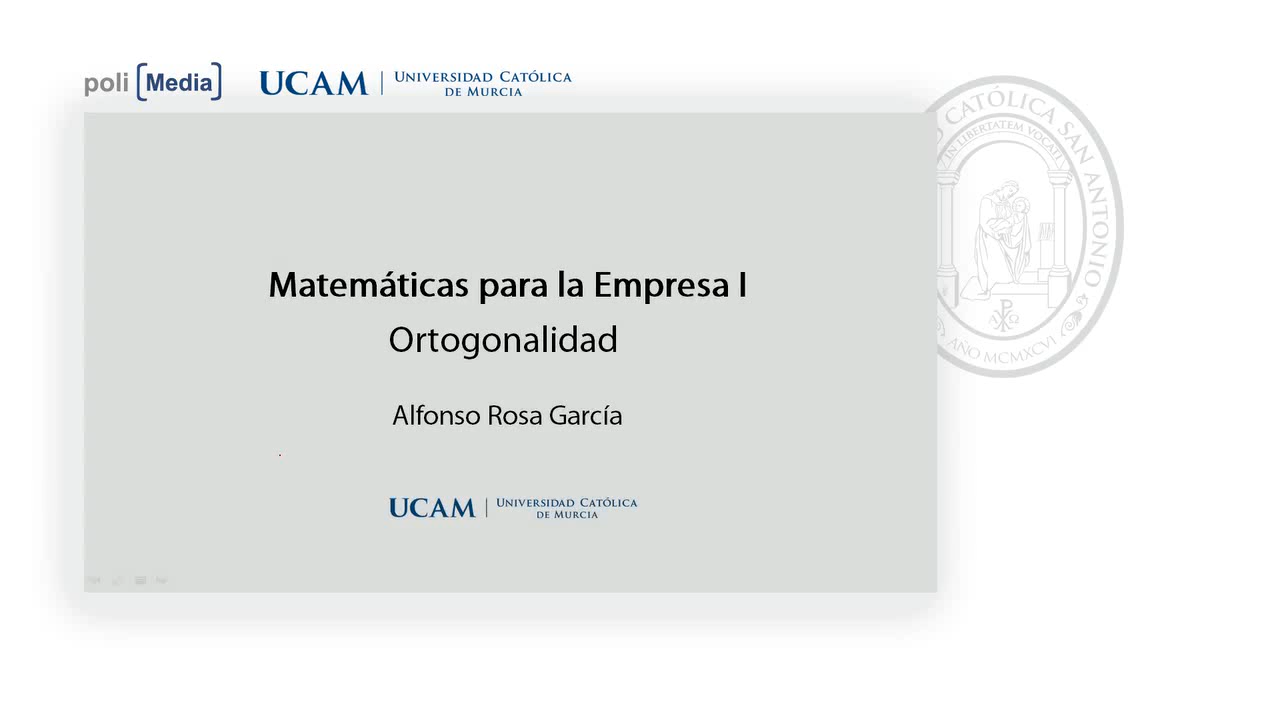 poli [Media]
UCAM | UNIVERSIDAD CATÓLICA
DE MURCIA
CATÓLICA SAN ANTONIO
IN LIBERTATEM VOCATI
AÑO MCMXCVI
Matemáticas para la Empresa I
Ortogonalidad
Alfonso Rosa García
UCAM | UNIVERSIDAD CATÓLICA
DE MURCIA